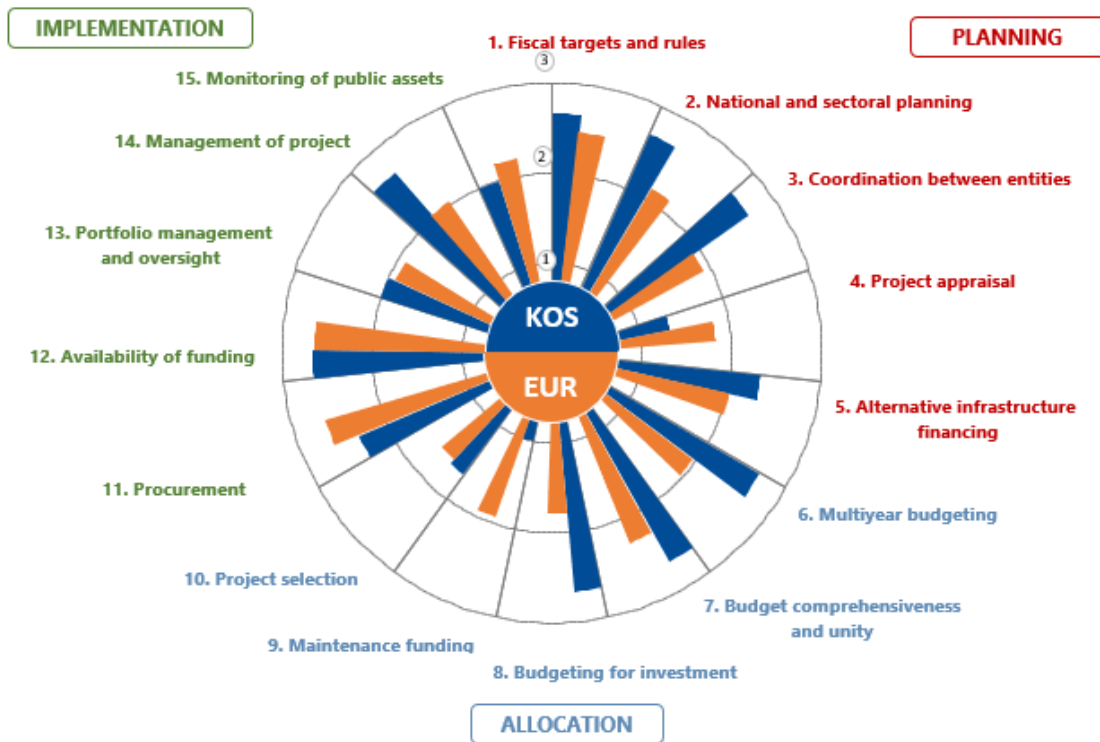 IMPLEMENTATION
PLANNING
1. Fiscal targets and rules
3
15. Monitoring of public assets
2. National and sectoral planning
14. Management of project
2
3. Coordination between entities
13. Portfolio management
and oversight
1
4. Project appraisal
KOS
12. Availability of funding
EUR
5. Alternative infrastructure
financing
11. Procurement
6. Multiyear budgeting
10. Project selection
7. Budget comprehensiveness
and unity
9. Maintenance funding
8. Budgeting for investment
ALLOCATION